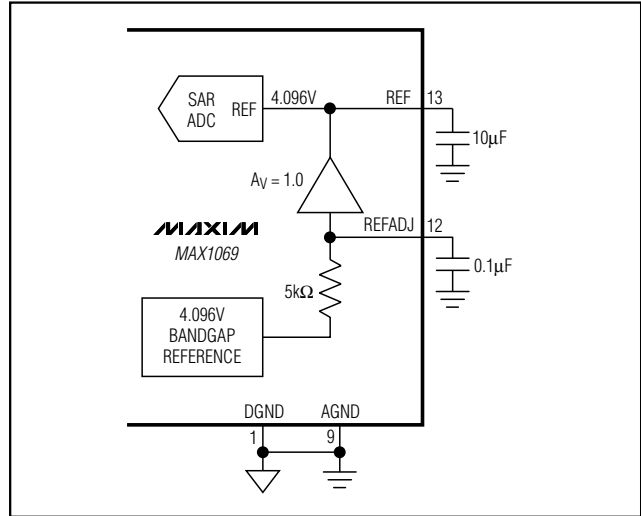 SAR
ADC
REF
4.096V
REF
13
10μF
AV = 1.0
MAXIM
MAX1069
REFADJ
12
0.1μF
5kΩ
4.096V
BANDGAP
REFERENCE
DGND
AGND
1
9